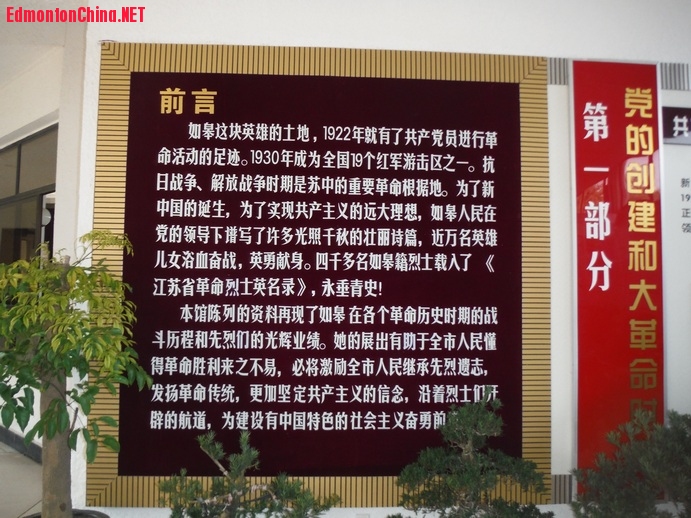 EdmontonChina.NET
前言
如皋这块英雄的土地，1922年就有了共产党员进行革
命活动的足迹。1930年成为全国19个红军游击区之一。抗
日战争、解放战争时期是苏中的重要革命根据地。为了新
中国的诞生，为了实现共产主义的远大理想，如皋人民在
党的领导下谱写了许多光照千秋的壮丽诗篇，近万名英雄
儿女浴血奋战，英勇献身。四千多名如皋籍烈士载入了《
江苏省革命烈士英名录》，永垂青史！
本馆陈列的资料再现了如皋在各个革命历史时期的战
斗历程和先烈们的光辉业绩。她的展出有助于全市人民懂
得革命胜利来之不易，必将激励全市人民继承先烈遗志，
发扬革命传统，更加坚定共产主义的信念，沿着烈士们开
辟的航道，为建设有中国特色的社会主义奋勇前
第一部分
党的创建和大革命时
共
新
19
正
领